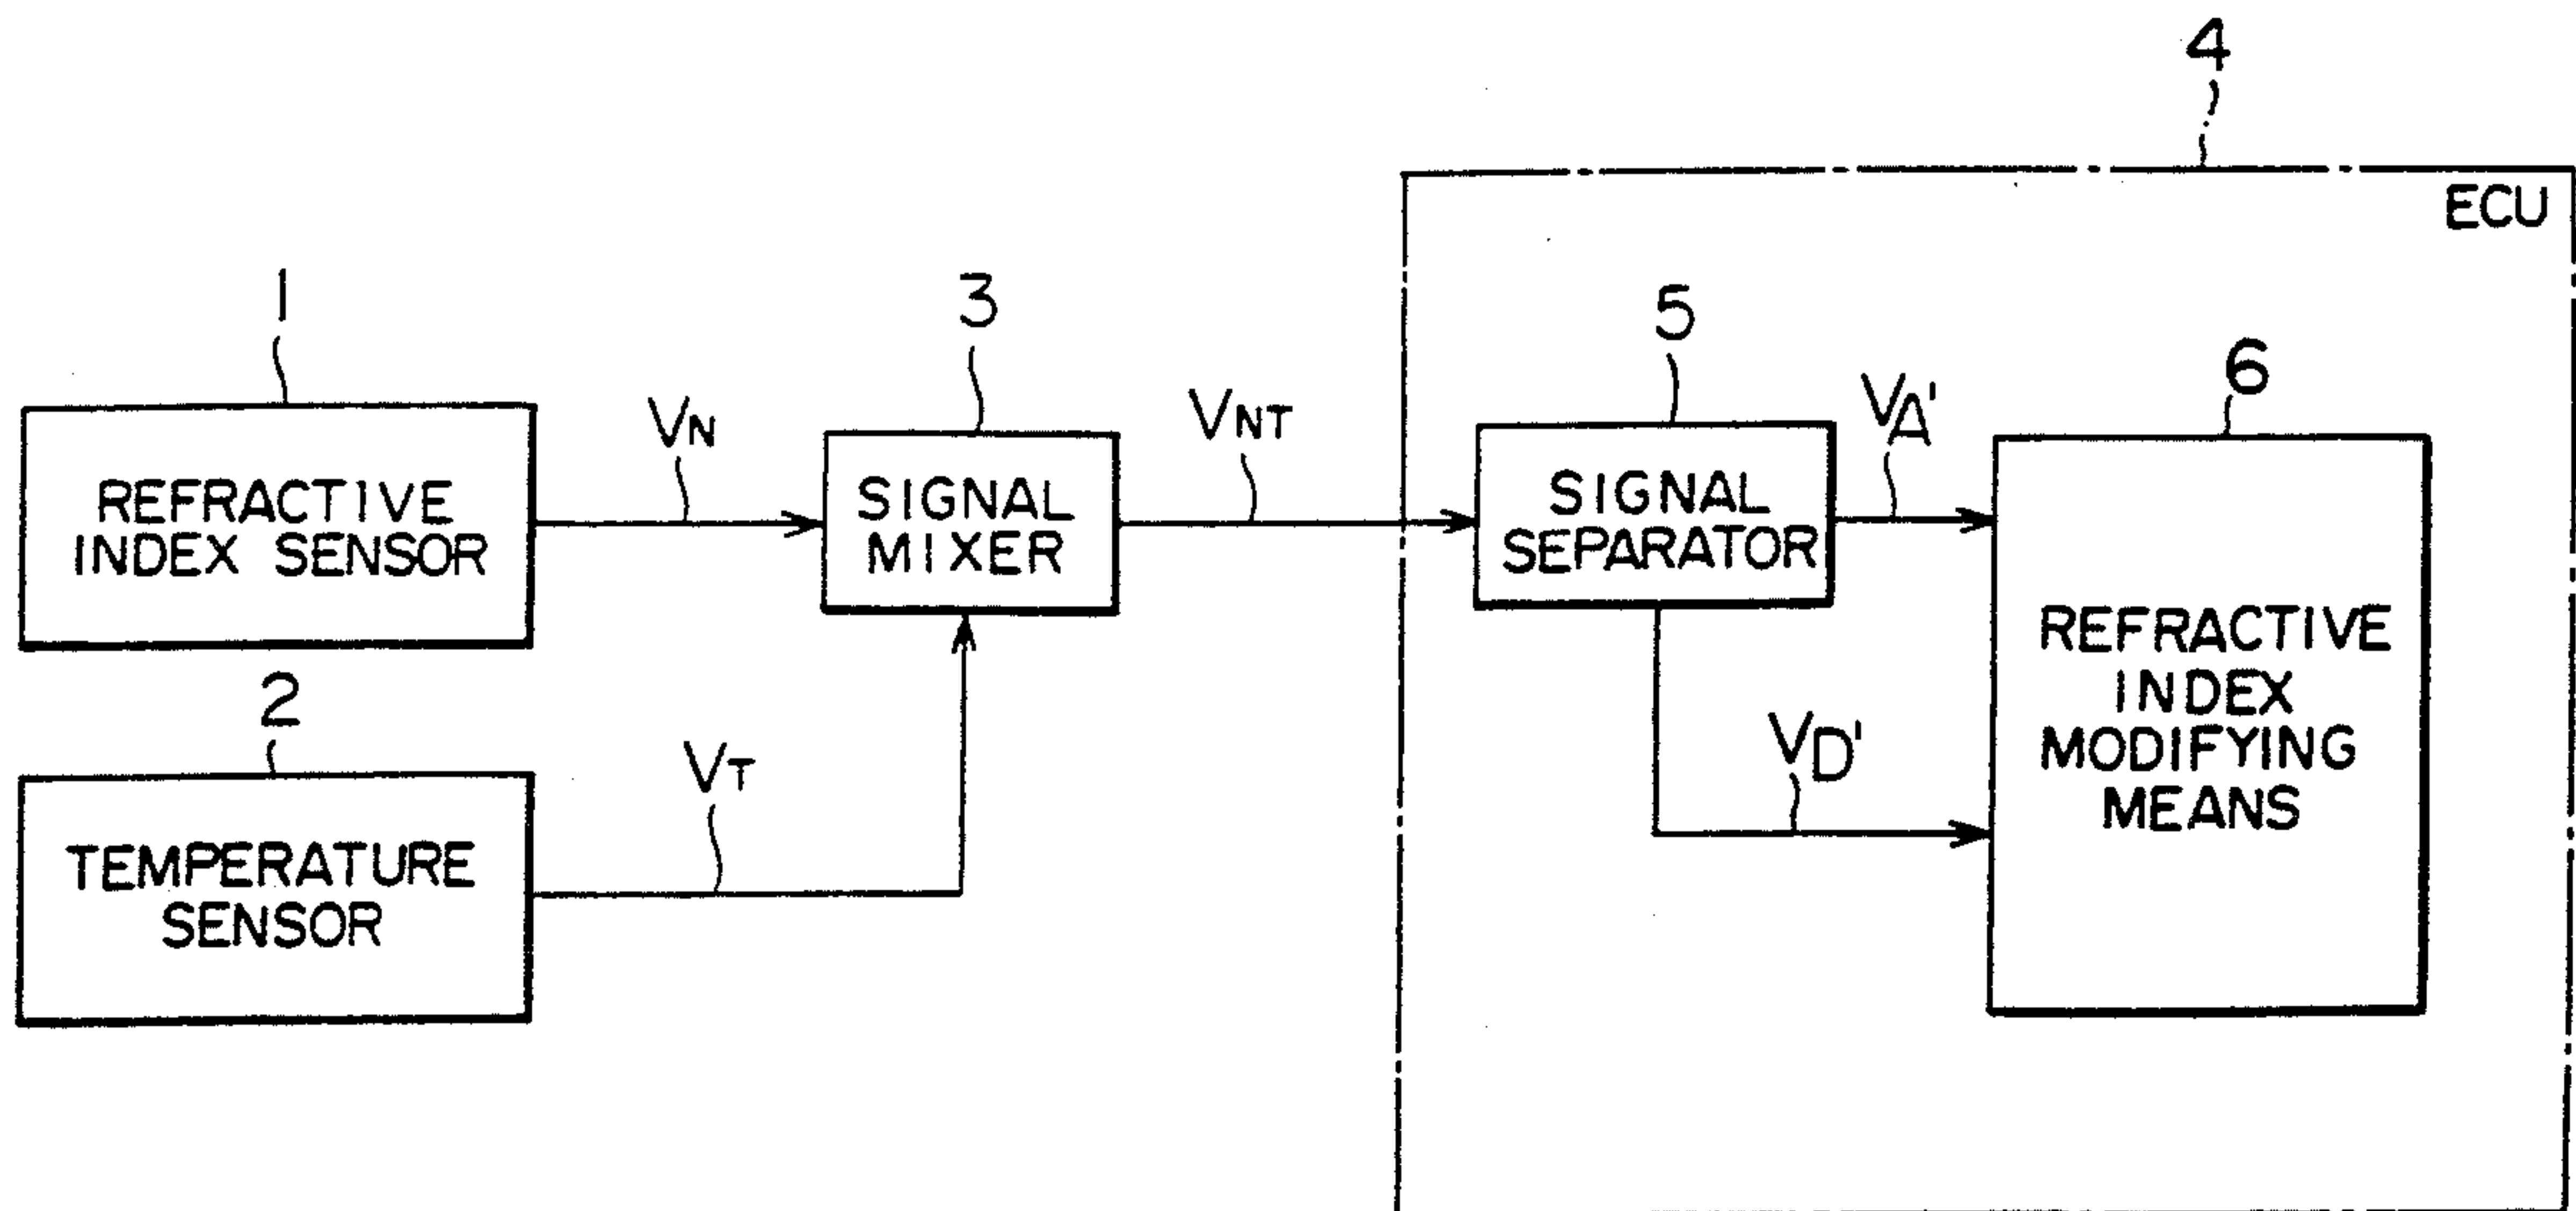 4
ECU
1
3
5
6
VN
VNT
VA'
REFRACTIVE
INDEX SENSOR
SIGNAL
MIXER
SIGNAL
SEPARATOR
REFRACTIVE
INDEX
MODIFYING
MEANS
2
VT
VD'
TEMPERATURE
SENSOR